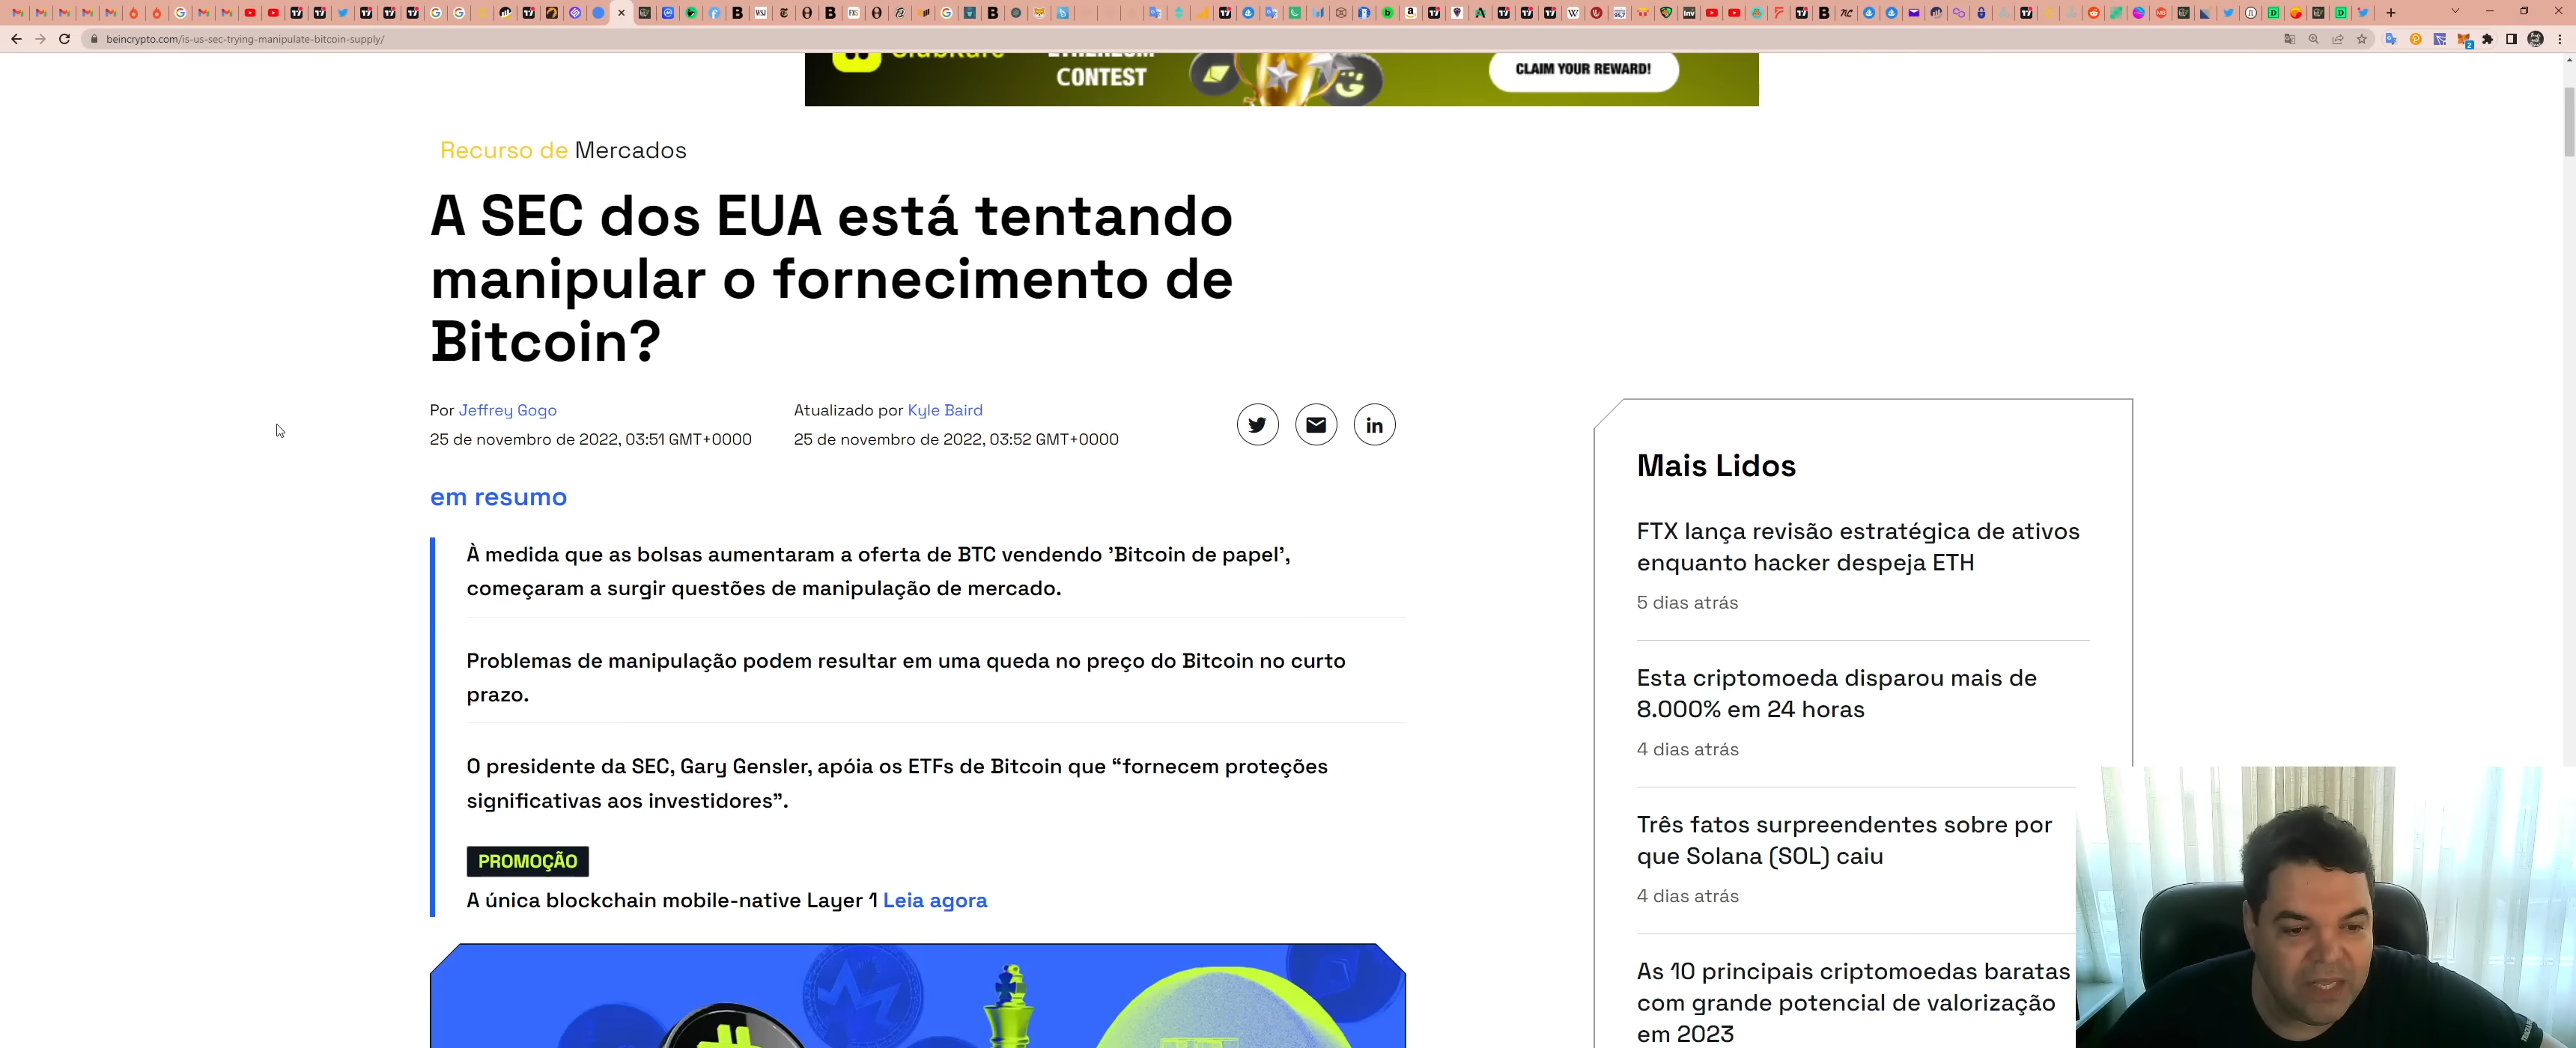 beincrypto.com/is-us-sec-trying-manipulate-bitcoin-supply/
CONTEST
CLAIM YOUR REWARD!
Recurso de Mercados
A SEC dos EUA está tentando
manipular o fornecimento de
Bitcoin?
Por Jeffrey Gogo
25 de novembro de 2022, 03:51 GMT+0000
Atualizado por Kyle Baird
25 de novembro de 2022, 03:52 GMT+0000
em resumo
À medida que as bolsas aumentaram a oferta de BTC vendendo 'Bitcoin de papel',
começaram a surgir questões de manipulação de mercado.
Problemas de manipulação podem resultar em uma queda no preço do Bitcoin no curto
prazo.
O presidente da SEC, Gary Gensler, apóia os ETFs de Bitcoin que “fornecem proteções
significativas aos investidores”.
PROMOÇÃO
A única blockchain mobile-native Layer 1 Leia agora
Mais Lidos
FTX lança revisão estratégica de ativos
enquanto hacker despeja ETH
5 dias atrás
Esta criptomoeda disparou mais de
8.000% em 24 horas
4 dias atrás
Três fatos surpreendentes sobre por
que Solana (SOL) caiu
4 dias atrás
As 10 principais criptomoedas baratas
com grande potencial de valorização
em 2023